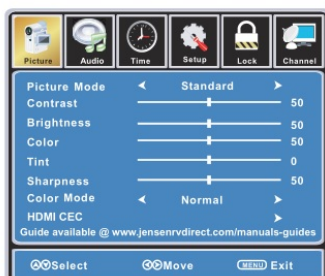 Picture Audio Time Setup Lock Channel
Picture Mode Standard
Contrast 50
Brightness 50
Color 50
Tint 0
Sharpness 50
Color Mode Normal
HDMI CEC
Guide available @ www.jensenrvdirect.com/manuals-guides
Select Move MENU Exit